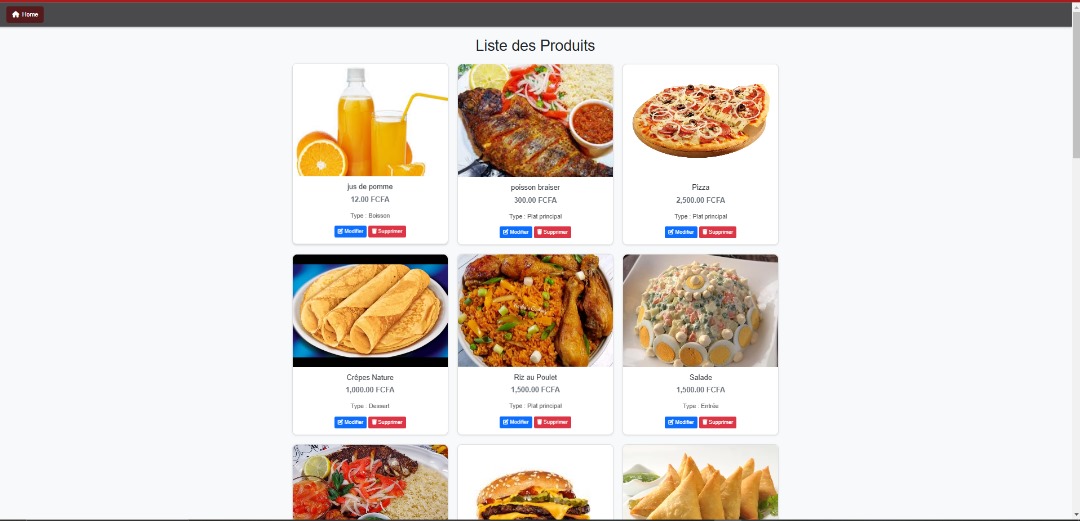 Home
Liste des Produits
jus de pomme
12.00 FCFA
Type : Boisson
Modifier Supprimer
poisson braiser
300.00 FCFA
Type : Plat principal
Modifier Supprimer
Pizza
2,500.00 FCFA
Type : Plat principal
Modifier Supprimer
Crêpes Nature
1,000.00 FCFA
Type : Dessert
Modifier Supprimer
Riz au Poulet
1,500.00 FCFA
Type : Plat principal
Modifier Supprimer
Salade
1,500.00 FCFA
Type : Entrée
Modifier Supprimer